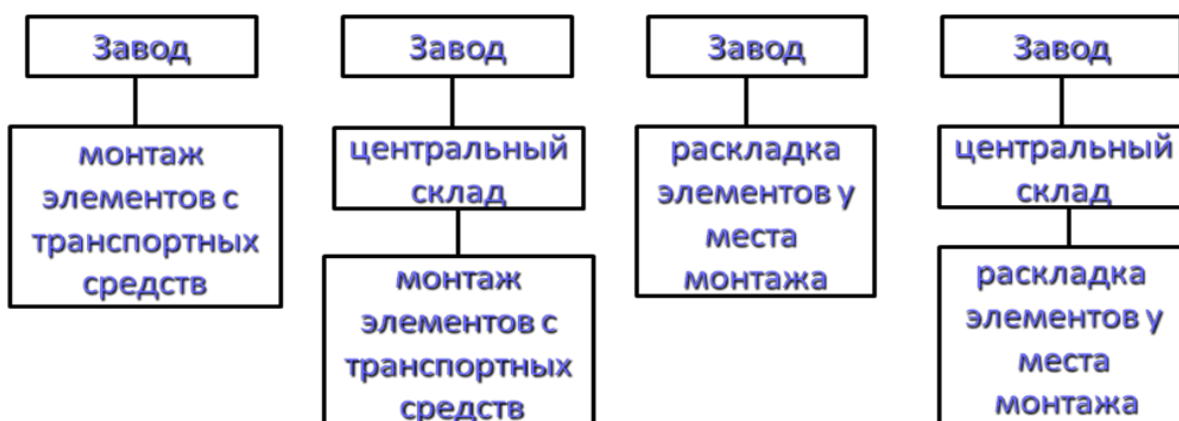 Завод
монтаж
элементов с
транспортных
средств
Завод
центральный
склад
монтаж
элементов с
транспортных
средств
Завод
раскладка
элементов у
места
монтажа
Завод
центральный
склад
раскладка
элементов у
места
монтажа